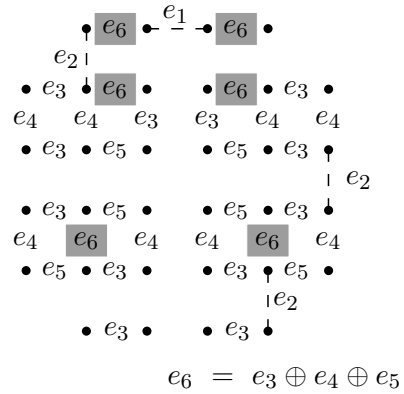 e₆ e₁ e₆
e₂
e₃ e₆ e₆ e₃
e₄ e₄ e₃ e₃ e₄ e₄
e₃ e₅ e₅ e₃
e₂
e₃ e₅ e₅ e₃
e₄ e₆ e₄ e₄ e₆ e₄
e₅ e₃ e₃ e₅
e₂
e₃ e₃
e₆ = e₃ ⊕ e₄ ⊕ e₅